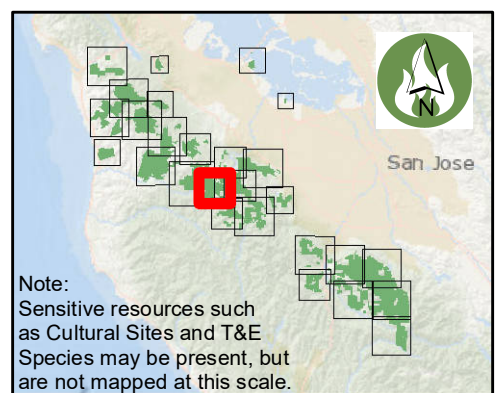 N
San Jose
Note:
Sensitive resources such
as Cultural Sites and T&E
Species may be present, but
are not mapped at this scale.